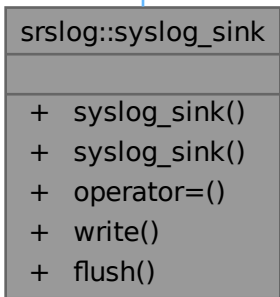 srslog::syslog_sink
+ syslog_sink()
+ syslog_sink()
+ operator=()
+ write()
+ flush()